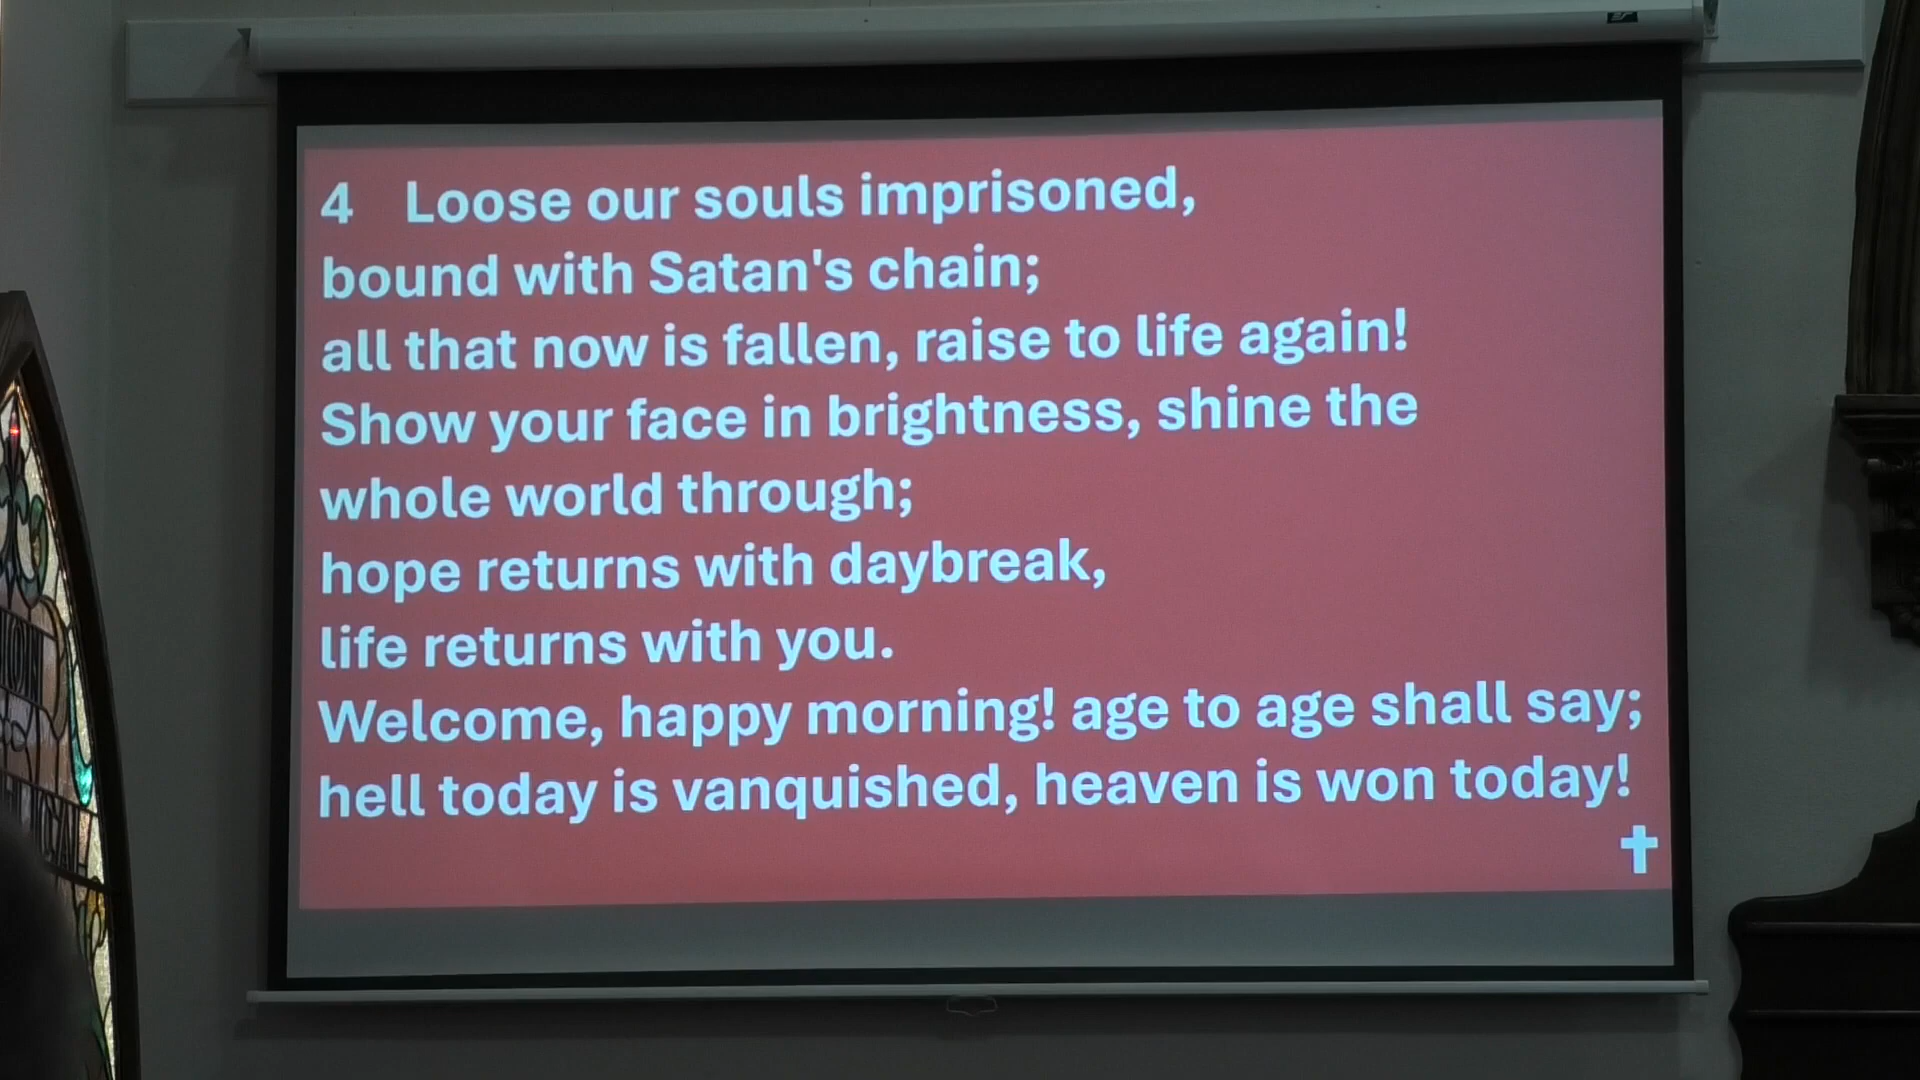 4 Loose our souls imprisoned,
bound with Satan's chain;
all that now is fallen, raise to life again!
Show your face in brightness, shine the
whole world through;
hope returns with daybreak,
life returns with you.
Welcome, happy morning! age to age shall say;
hell today is vanquished, heaven is won today!